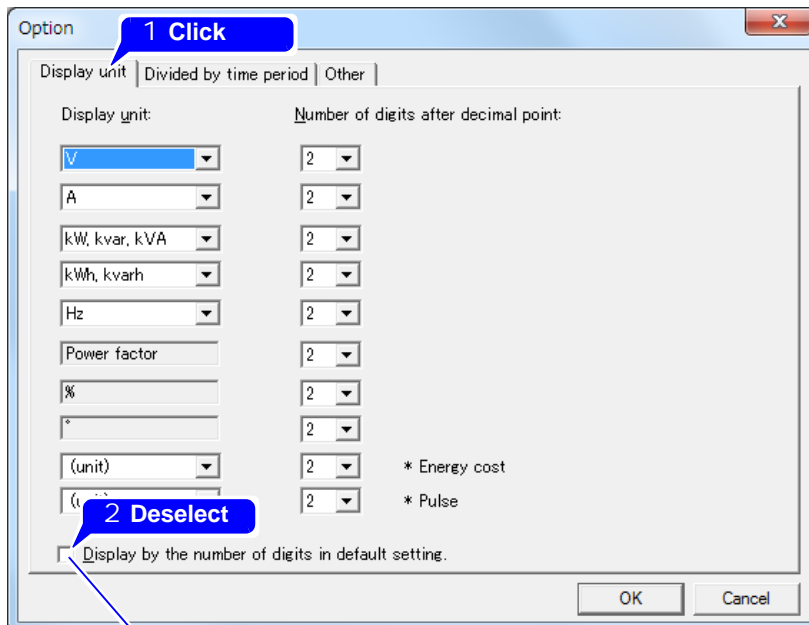 Option
1 Click
Display unit Divided by time period Other
Display unit: Number of digits after decimal point:
V 2
A 2
kW, kvar, kVA 2
kWh, kvarh 2
Hz 2
Power factor 2
% 2
° 2
(unit) 2 * Energy cost
2 * Pulse
2 Deselect
Display by the number of digits in default setting.
OK Cancel